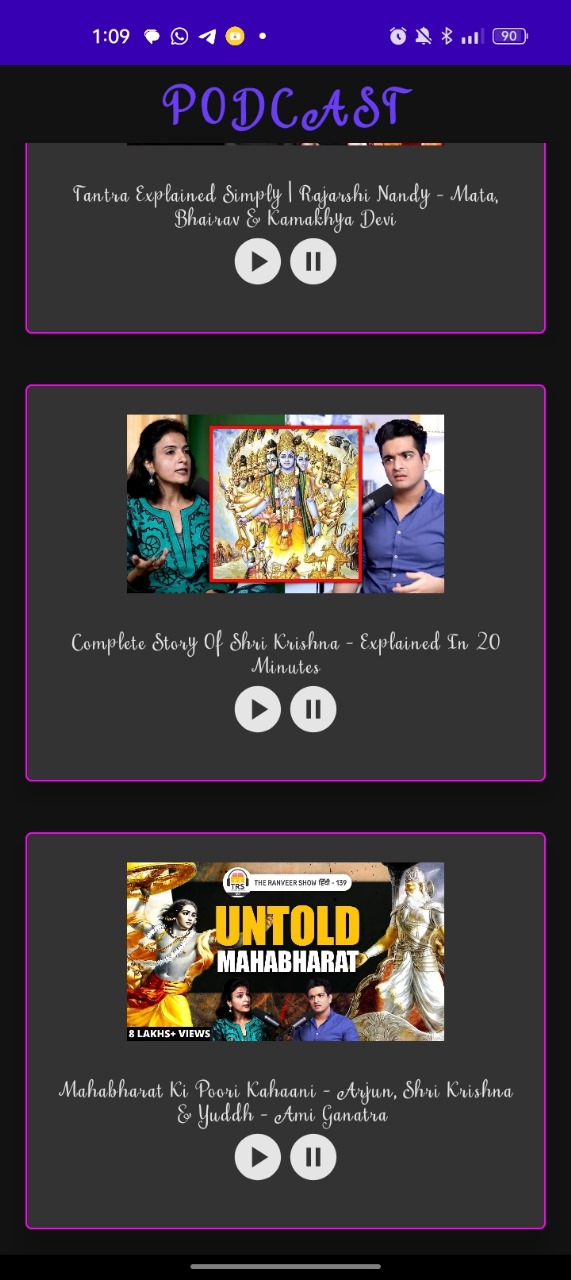 1:09
90
PODCAST
Tantra Explained Simply | Rajarshi Nandy - Mata,
Bhairav & Kamakhya Devi
Complete Story Of Shri Krishna - Explained In 20
Minutes
TRS
THE RANVEER SHOW हिंदी - 139
UNTOLD
MAHABHARAT
8 LAKHS+ VIEWS
Mahabharat Ki Poori Kahaani - Arjun, Shri Krishna
& Yuddh - Ami Ganatra